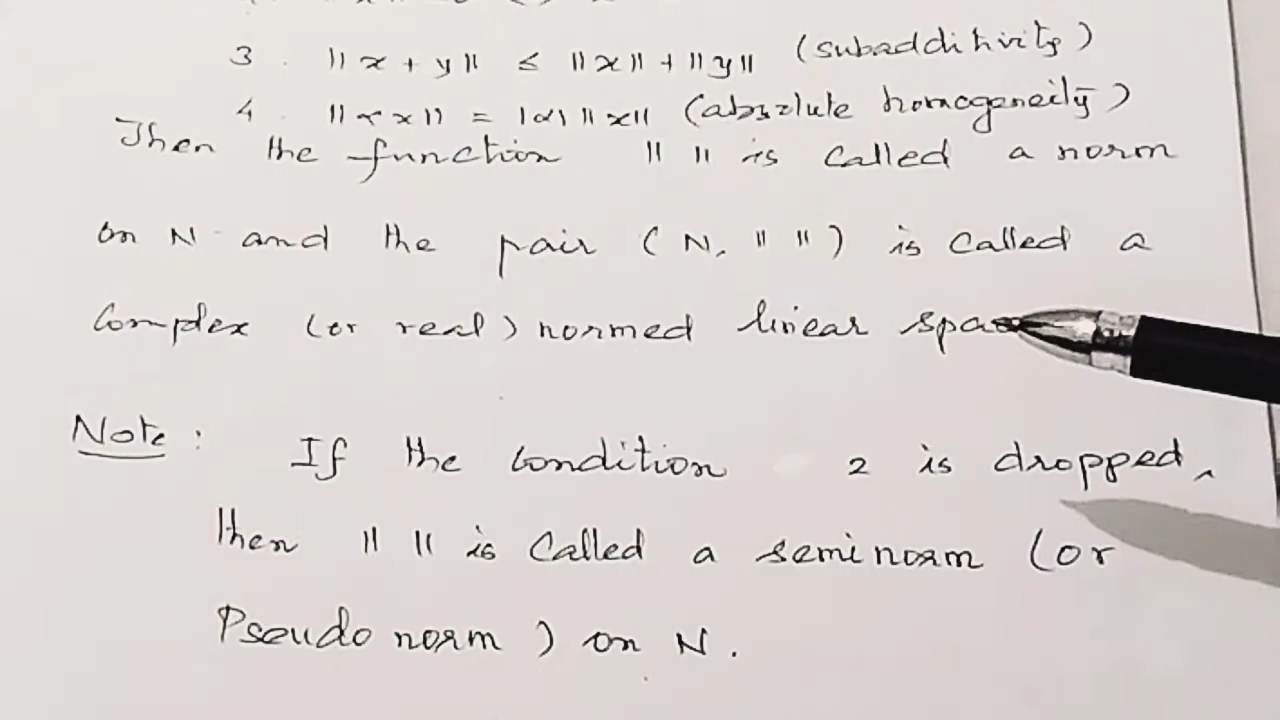 3. ||x + y|| ≤ ||x|| + ||y|| (subadditivity)
4. ||αx|| = |α| ||x|| (absolute homogeneity)
Then the function || || is called a norm
on N and the pair (N, || ||) is called a
complex (or real) normed linear spac
Note: If the condition 2 is dropped,
then || || is called a seminorm (or
Pseudo norm) on N.